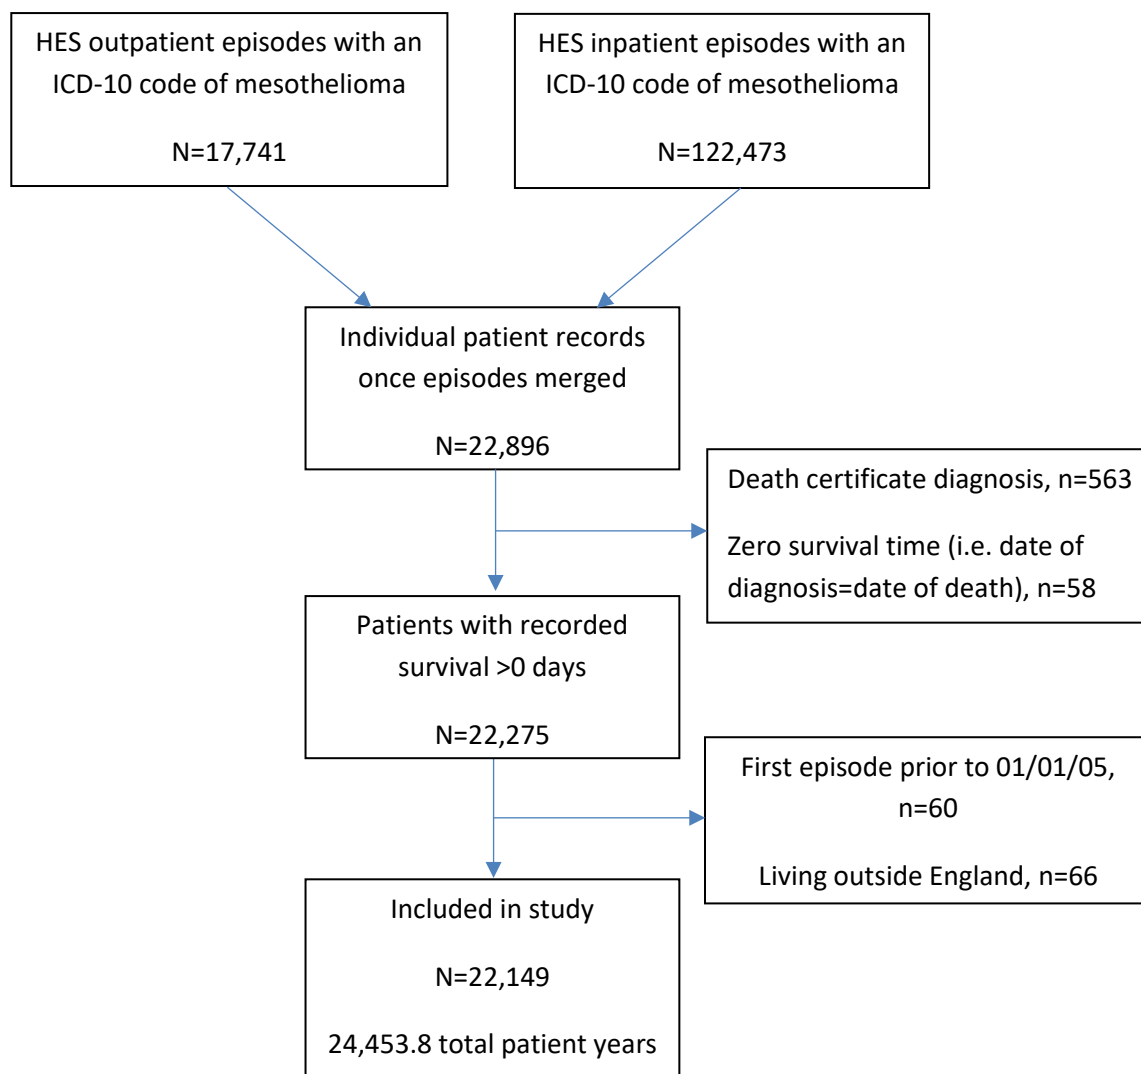 HES outpatient episodes with an
ICD-10 code of mesothelioma
N=17,741
HES inpatient episodes with an
ICD-10 code of mesothelioma
N=122,473
Individual patient records
once episodes merged
N=22,896
Death certificate diagnosis, n=563
Zero survival time (i.e. date of
diagnosis=date of death), n=58
Patients with recorded
survival >0 days
N=22,275
First episode prior to 01/01/05,
n=60
Living outside England, n=66
Included in study
N=22,149
24,453.8 total patient years